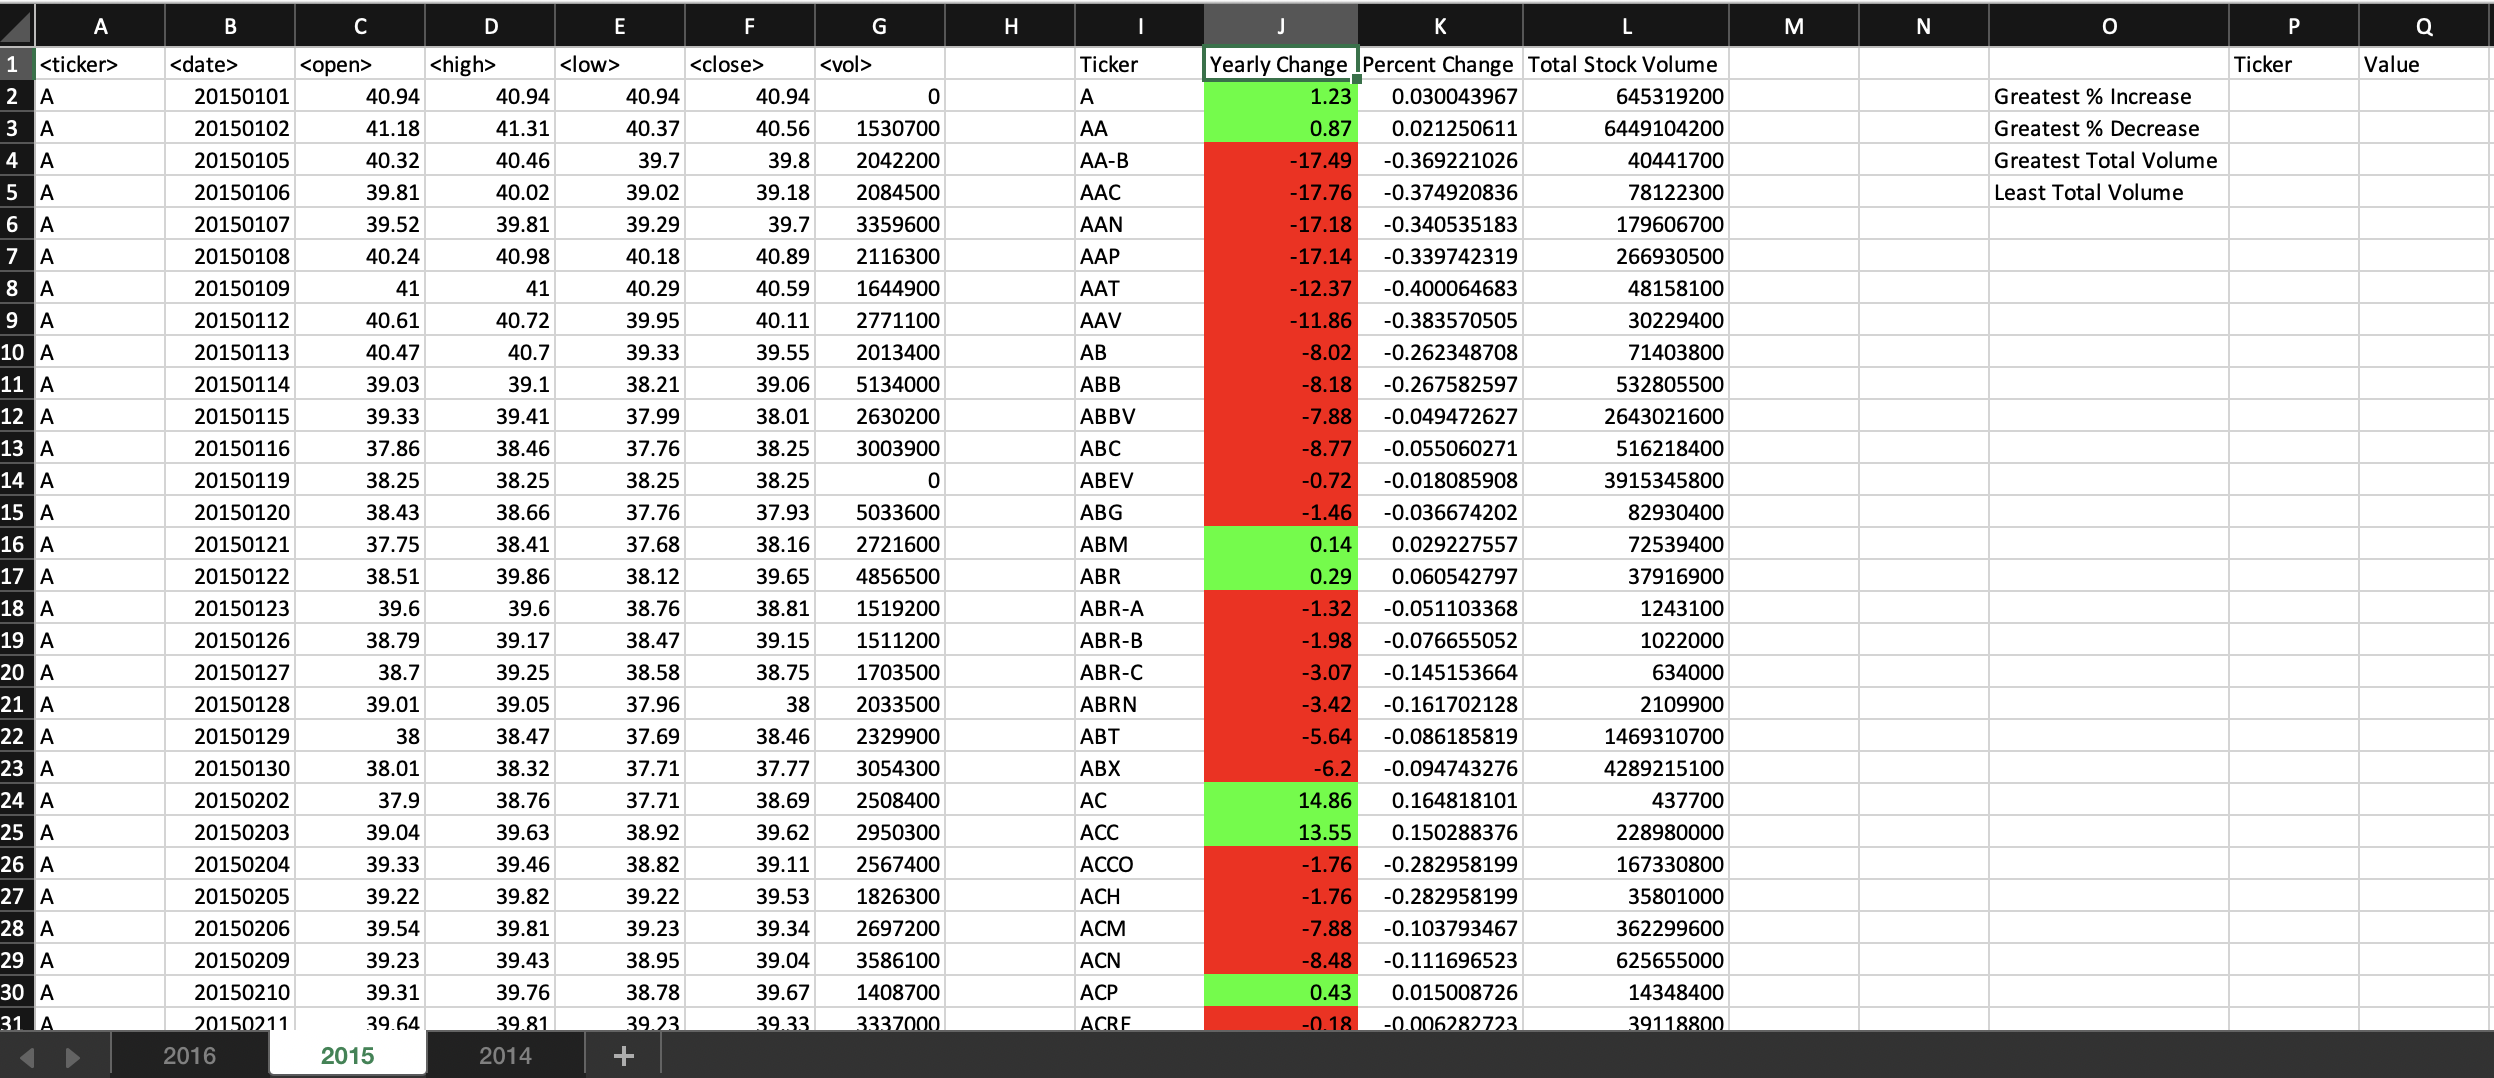 A B C D E F G H I J K L M N O P Q
1 <ticker> <date> <open> <high> <low> <close> <vol> Ticker Yearly Change Percent Change Total Stock Volume Ticker Value
2 A 20150101 40.94 40.94 40.94 40.94 0 A 1.23 0.030043967 645319200 Greatest % Increase
3 A 20150102 41.18 41.31 40.37 40.56 1530700 AA 0.87 0.021250611 6449104200 Greatest % Decrease
4 A 20150105 40.32 40.46 39.7 39.8 2042200 AA-B -17.49 -0.369221026 40441700 Greatest Total Volume
5 A 20150106 39.81 40.02 39.02 39.18 2084500 AAC -17.76 -0.374920836 78122300 Least Total Volume
6 A 20150107 39.52 39.81 39.29 39.7 3359600 AAN -17.18 -0.340535183 179606700
7 A 20150108 40.24 40.98 40.18 40.89 2116300 AAP -17.14 -0.339742319 266930500
8 A 20150109 41 41 40.29 40.59 1644900 AAT -12.37 -0.400064683 48158100
9 A 20150112 40.61 40.72 39.95 40.11 2771100 AAV -11.86 -0.383570505 30229400
10 A 20150113 40.47 40.7 39.33 39.55 2013400 AB -8.02 -0.262348708 71403800
11 A 20150114 39.03 39.1 38.21 39.06 5134000 ABB -8.18 -0.267582597 532805500
12 A 20150115 39.33 39.41 37.99 38.01 2630200 ABBV -7.88 -0.049472627 2643021600
13 A 20150116 37.86 38.46 37.76 38.25 3003900 ABC -8.77 -0.055060271 516218400
14 A 20150119 38.25 38.25 38.25 38.25 0 ABEV -0.72 -0.018085908 3915345800
15 A 20150120 38.43 38.66 37.76 37.93 5033600 ABG -1.46 -0.036674202 82930400
16 A 20150121 37.75 38.41 37.68 38.16 2721600 ABM 0.14 0.029227557 72539400
17 A 20150122 38.51 39.86 38.12 39.65 4856500 ABR 0.29 0.060542797 37916900
18 A 20150123 39.6 39.6 38.76 38.81 1519200 ABR-A -1.32 -0.051103368 1243100
19 A 20150126 38.79 39.17 38.47 39.15 1511200 ABR-B -1.98 -0.076655052 1022000
20 A 20150127 38.7 39.25 38.58 38.75 1703500 ABR-C -3.07 -0.145153664 634000
21 A 20150128 39.01 39.05 37.96 38 2033500 ABRN -3.42 -0.161702128 2109900
22 A 20150129 38 38.47 37.69 38.46 2329900 ABT -5.64 -0.086185819 1469310700
23 A 20150130 38.01 38.32 37.71 37.77 3054300 ABX -6.2 -0.094743276 4289215100
24 A 20150202 37.9 38.76 37.71 38.69 2508400 AC 14.86 0.164818101 437700
25 A 20150203 39.04 39.63 38.92 39.62 2950300 ACC 13.55 0.150288376 228980000
26 A 20150204 39.33 39.46 38.82 39.11 2567400 ACCO -1.76 -0.282958199 167330800
27 A 20150205 39.22 39.82 39.22 39.53 1826300 ACH -1.76 -0.282958199 35801000
28 A 20150206 39.54 39.81 39.23 39.34 2697200 ACM -7.88 -0.103793467 362299600
29 A 20150209 39.23 39.43 38.95 39.04 3586100 ACN -8.48 -0.111696523 625655000
30 A 20150210 39.31 39.76 38.78 39.67 1408700 ACP 0.43 0.015008726 14348400
31 A 20150211 39.64 39.81 39.23 39.33 3337000 ACRE -0.18 -0.006282723 39118800
2016 2015 2014 +